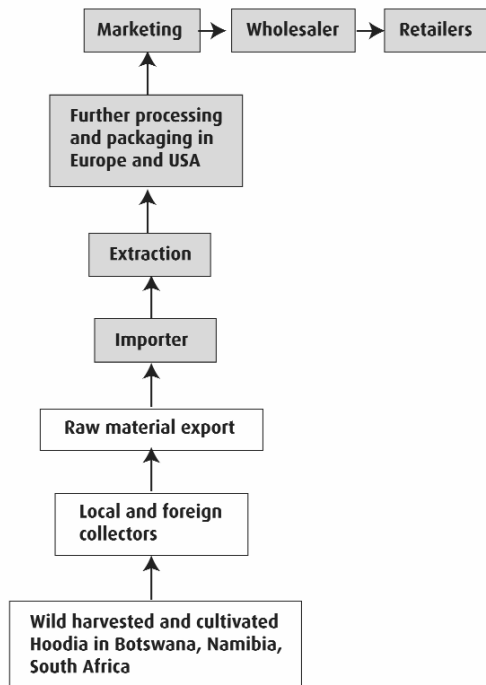 Marketing
Wholesaler
Retailers
Further processing
and packaging in
Europe and USA
Extraction
Importer
Raw material export
Local and foreign
collectors
Wild harvested and cultivated
Hoodia in Botswana, Namibia,
South Africa